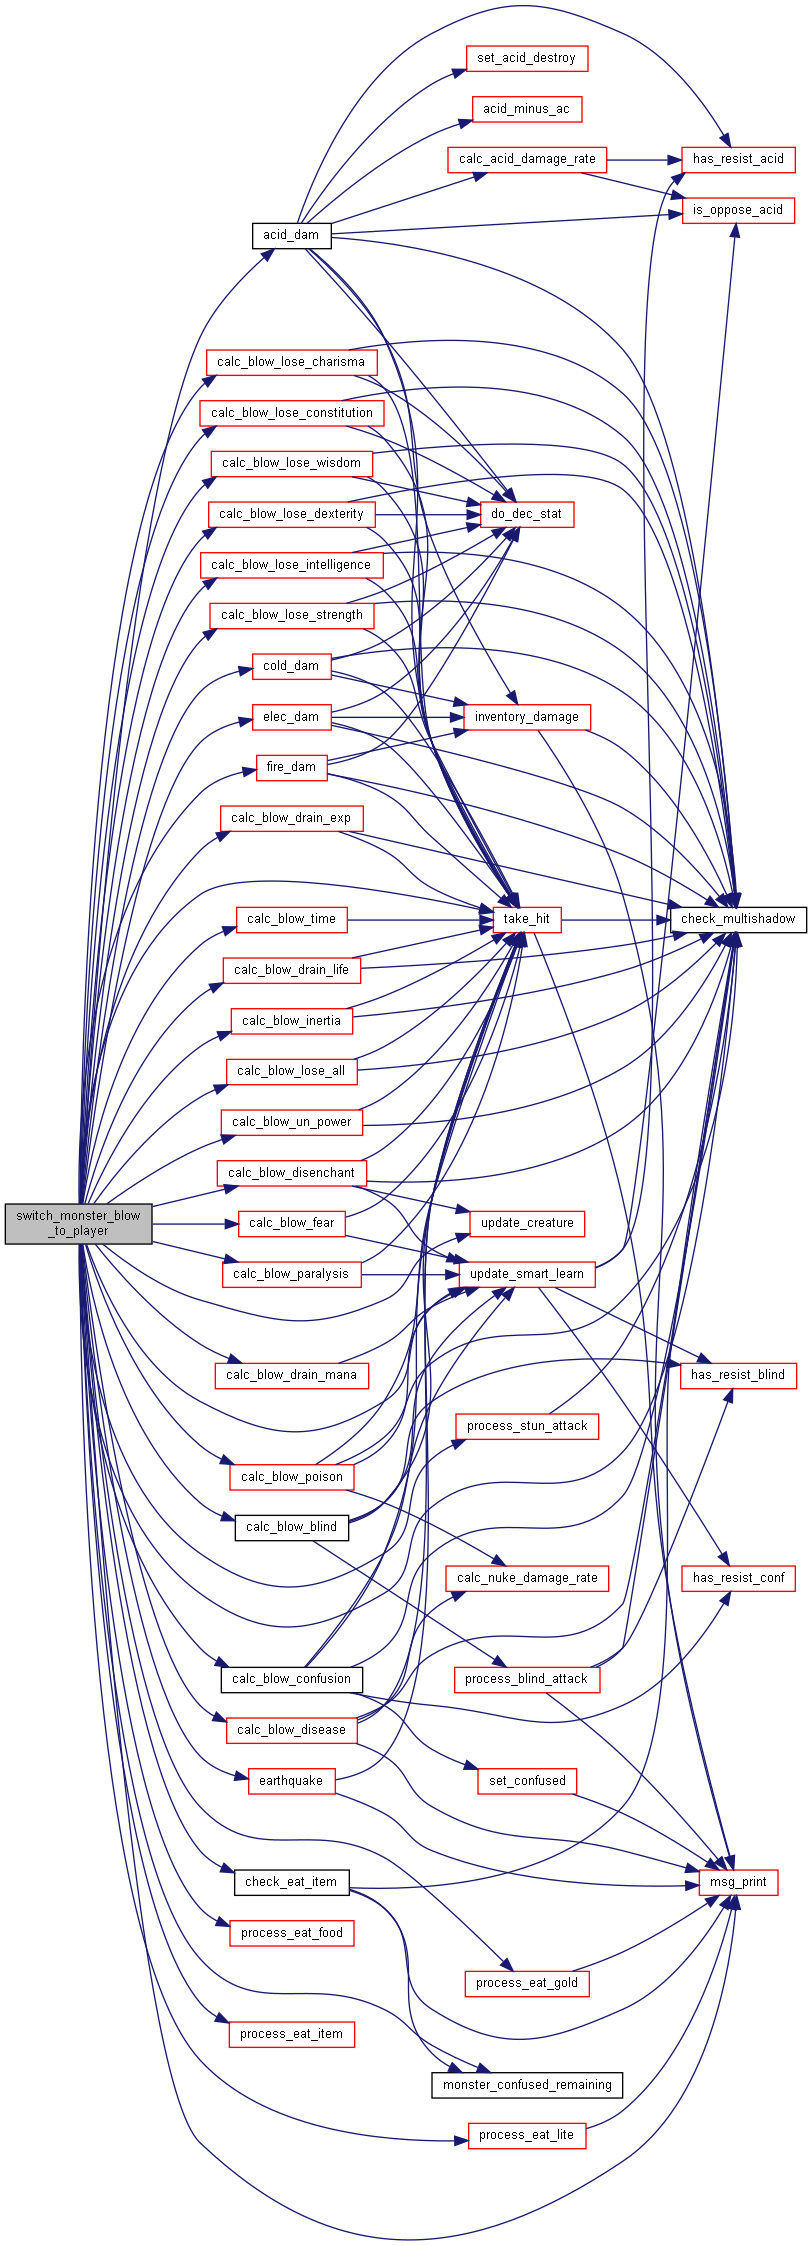 set_acid_destroy
acid_minus_ac
calc_acid_damage_rate
has_resist_acid
is_oppose_acid
acid_dam
calc_blow_lose_charisma
calc_blow_lose_constitution
calc_blow_lose_wisdom
calc_blow_lose_dexterity
do_dec_stat
calc_blow_lose_intelligence
calc_blow_lose_strength
cold_dam
elec_dam
inventory_damage
fire_dam
calc_blow_drain_exp
calc_blow_time
take_hit
check_multishadow
calc_blow_drain_life
calc_blow_inertia
calc_blow_lose_all
calc_blow_un_power
calc_blow_disenchant
switch_monster_blow
_to_player
calc_blow_fear
update_creature
calc_blow_paralysis
update_smart_learn
calc_blow_drain_mana
has_resist_blind
process_stun_attack
calc_blow_poison
calc_blow_blind
calc_nuke_damage_rate
has_resist_conf
calc_blow_confusion
process_blind_attack
calc_blow_disease
earthquake
set_confused
check_eat_item
msg_print
process_eat_food
process_eat_gold
process_eat_item
monster_confused_remaining
process_eat_lite